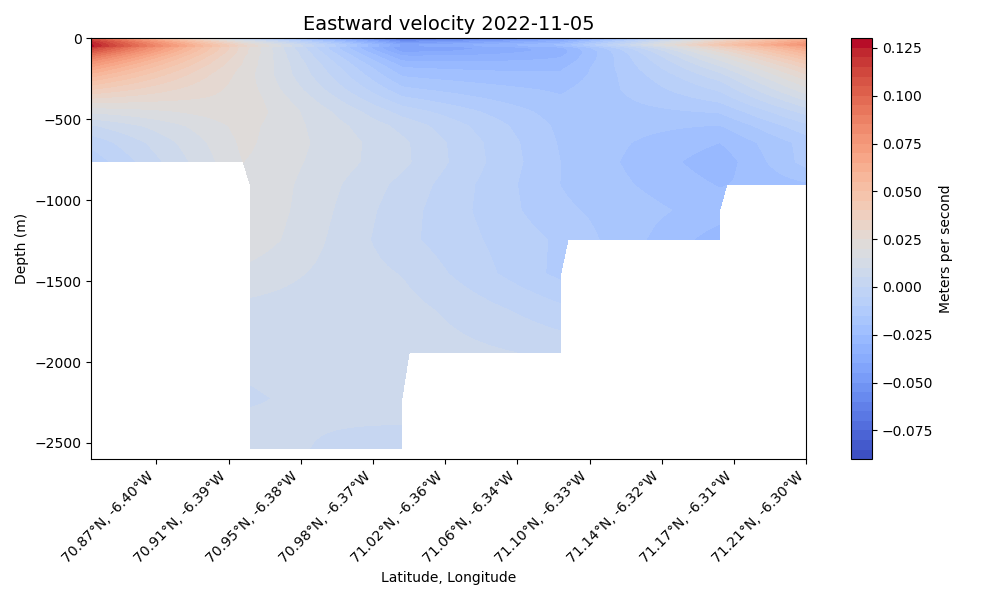 Eastward velocity 2022-11-05
0
−500
−1000
−1500
−2000
−2500
Depth (m)
70.87°N, -6.40°W
70.91°N, -6.39°W
70.95°N, -6.38°W
70.98°N, -6.37°W
71.02°N, -6.36°W
71.06°N, -6.34°W
71.10°N, -6.33°W
71.14°N, -6.32°W
71.17°N, -6.31°W
71.21°N, -6.30°W
Latitude, Longitude
0.125
0.100
0.075
0.050
0.025
0.000
−0.025
−0.050
−0.075
Meters per second